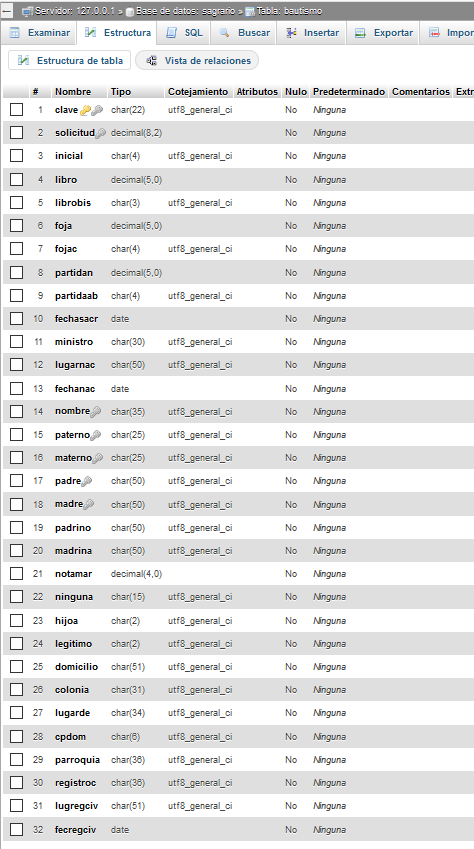 Servidor: 127.0.0.1 » Base de datos: sagrario » Tabla: bautismo
Examinar Estructura SQL Buscar Insertar Exportar Impor
Estructura de tabla Vista de relaciones
# Nombre Tipo Cotejamiento Atributos Nulo Predeterminado Comentarios Extr
1 clave char(22) utf8_general_ci No Ninguna
2 solicitud decimal(8,2) No Ninguna
3 inicial char(4) utf8_general_ci No Ninguna
4 libro decimal(5,0) No Ninguna
5 librobis char(3) utf8_general_ci No Ninguna
6 foja decimal(5,0) No Ninguna
7 fojac char(4) utf8_general_ci No Ninguna
8 partidan decimal(5,0) No Ninguna
9 partidaab char(4) utf8_general_ci No Ninguna
10 fechasacr date No Ninguna
11 ministro char(30) utf8_general_ci No Ninguna
12 lugarnac char(50) utf8_general_ci No Ninguna
13 fechanac date No Ninguna
14 nombre char(35) utf8_general_ci No Ninguna
15 paterno char(25) utf8_general_ci No Ninguna
16 materno char(25) utf8_general_ci No Ninguna
17 padre char(50) utf8_general_ci No Ninguna
18 madre char(50) utf8_general_ci No Ninguna
19 padrino char(50) utf8_general_ci No Ninguna
20 madrina char(50) utf8_general_ci No Ninguna
21 notamar decimal(4,0) No Ninguna
22 ninguna char(15) utf8_general_ci No Ninguna
23 hijoa char(2) utf8_general_ci No Ninguna
24 legitimo char(2) utf8_general_ci No Ninguna
25 domicilio char(51) utf8_general_ci No Ninguna
26 colonia char(31) utf8_general_ci No Ninguna
27 lugarde char(34) utf8_general_ci No Ninguna
28 cpdom char(6) utf8_general_ci No Ninguna
29 parroquia char(36) utf8_general_ci No Ninguna
30 registroc char(36) utf8_general_ci No Ninguna
31 lugregciv char(51) utf8_general_ci No Ninguna
32 fecregciv date No Ninguna